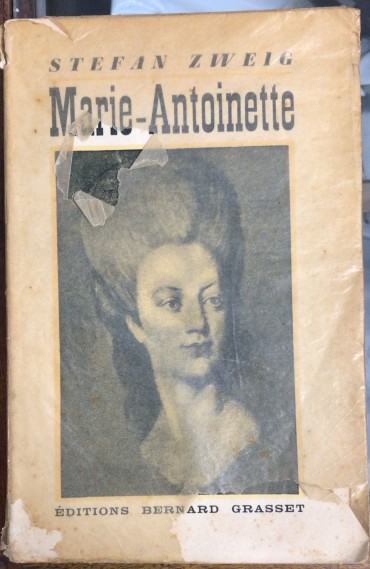 STEFAN ZWEIG
Marie-Antoinette
ÉDITIONS BERNARD GRASSET